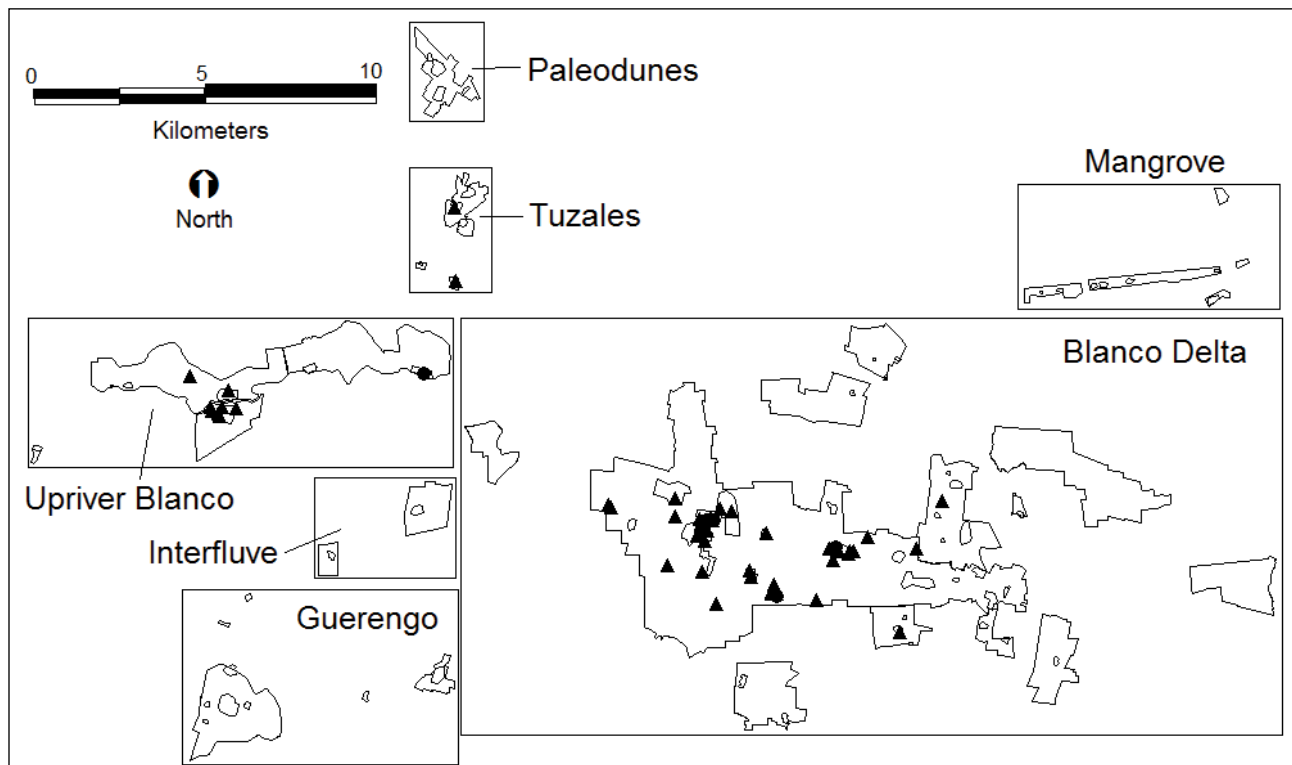 0 5 10
Kilometers
North
Paleodunes
Tuzales
Mangrove
Blanco Delta
Upriver Blanco
Interfluve
Guerengo